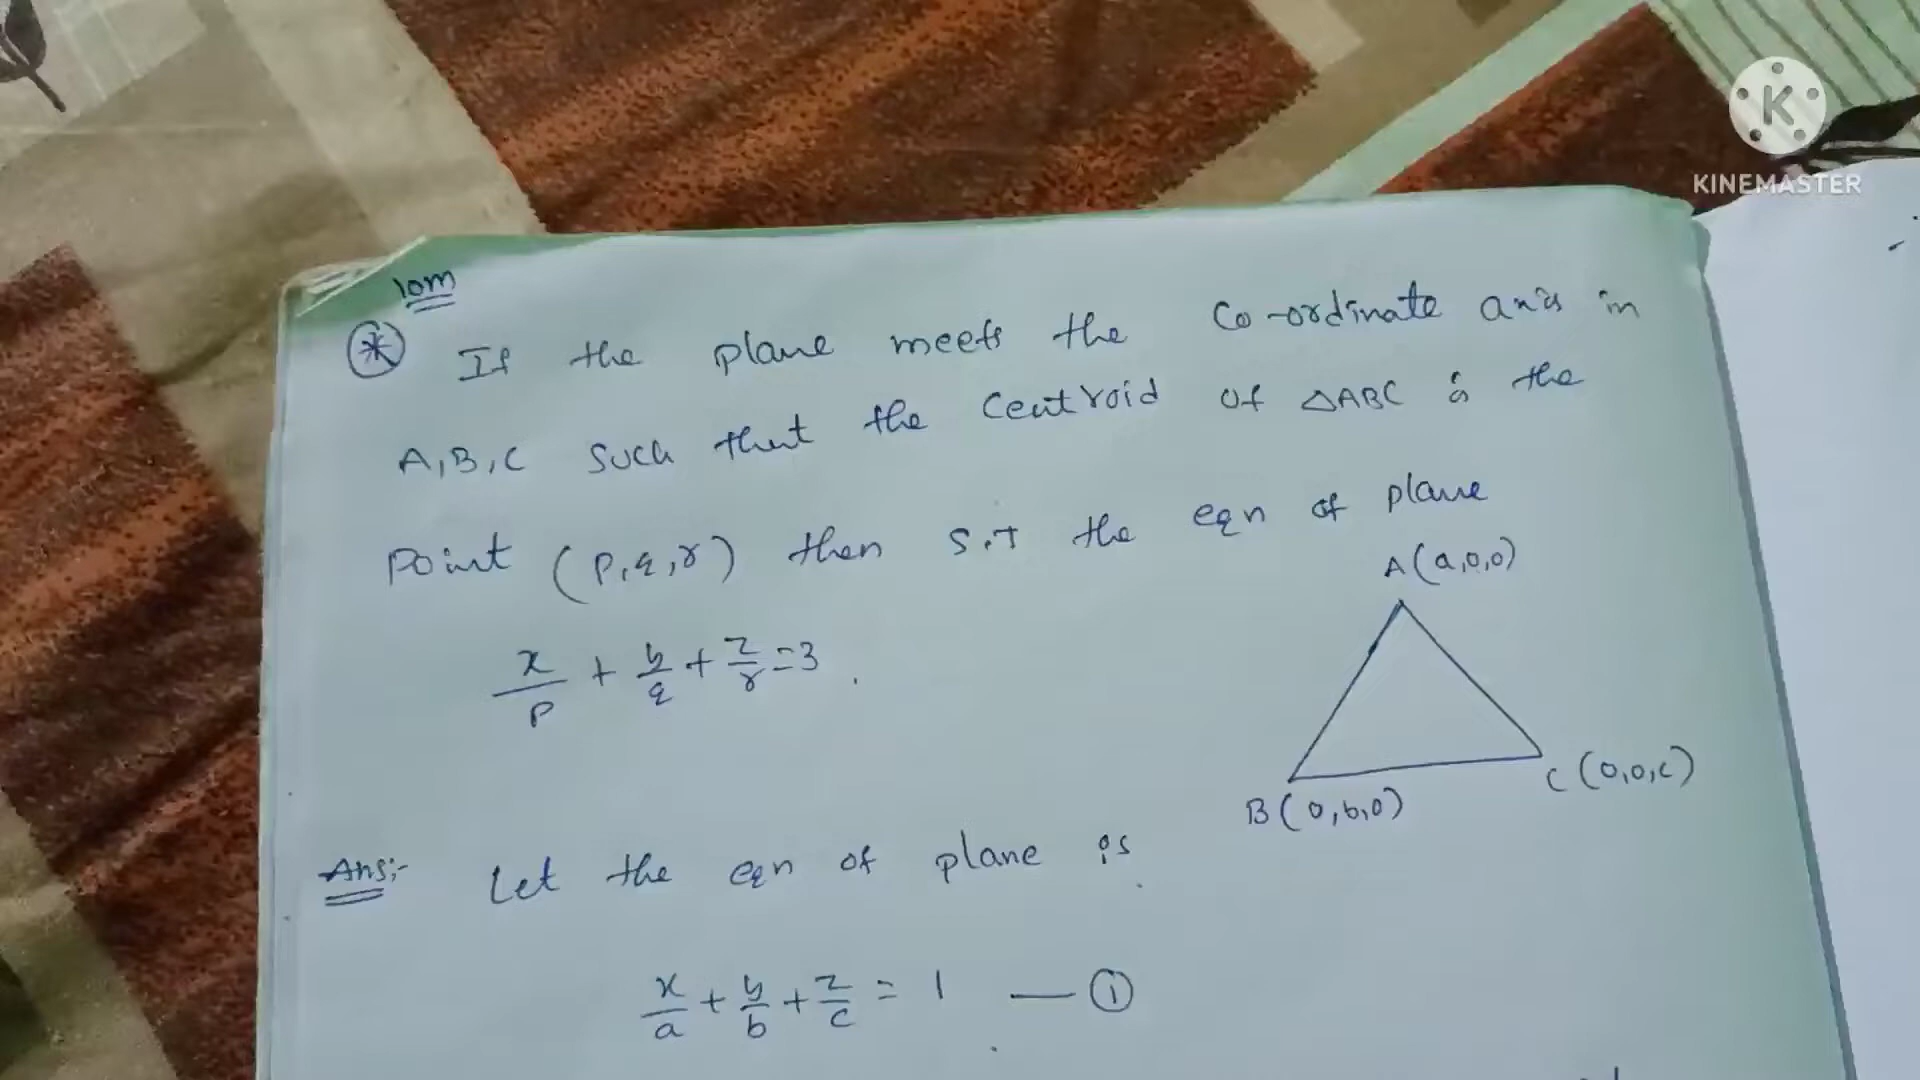 KINEMASTER
10m
* If the plane meets the Co-ordinate axis in
A,B,C such that the Centroid of △ABC is the
Point (p,q,r) then S.T the eqn of plane
x/p + y/q + z/r = 3.
A(a,0,0)
B(0,b,0)
C(0,0,c)
Ans:- Let the eqn of plane is
x/a + y/b + z/c = 1 — ①